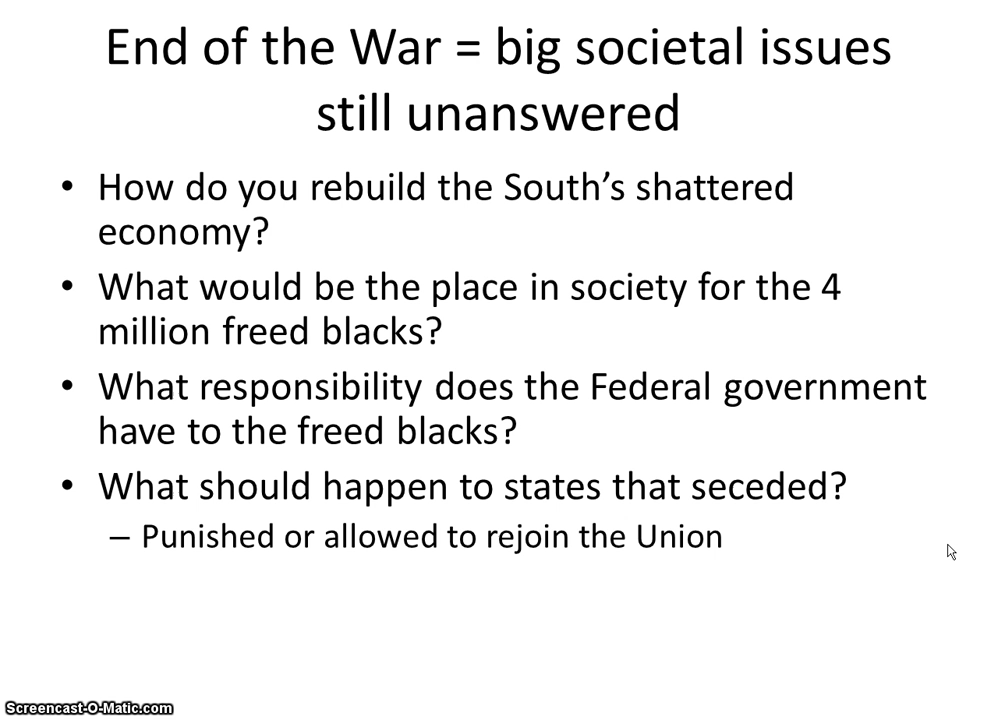 End of the War = big societal issues
still unanswered
• How do you rebuild the South’s shattered
economy?
• What would be the place in society for the 4
million freed blacks?
• What responsibility does the Federal government
have to the freed blacks?
• What should happen to states that seceded?
– Punished or allowed to rejoin the Union
Screencast-O-Matic.com